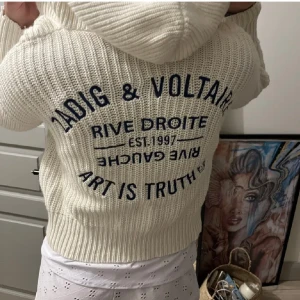 ZADIG & VOLTAIRE
RIVE DROITE
EST.1997
RIVE GAUCHE
ART IS TRUTH